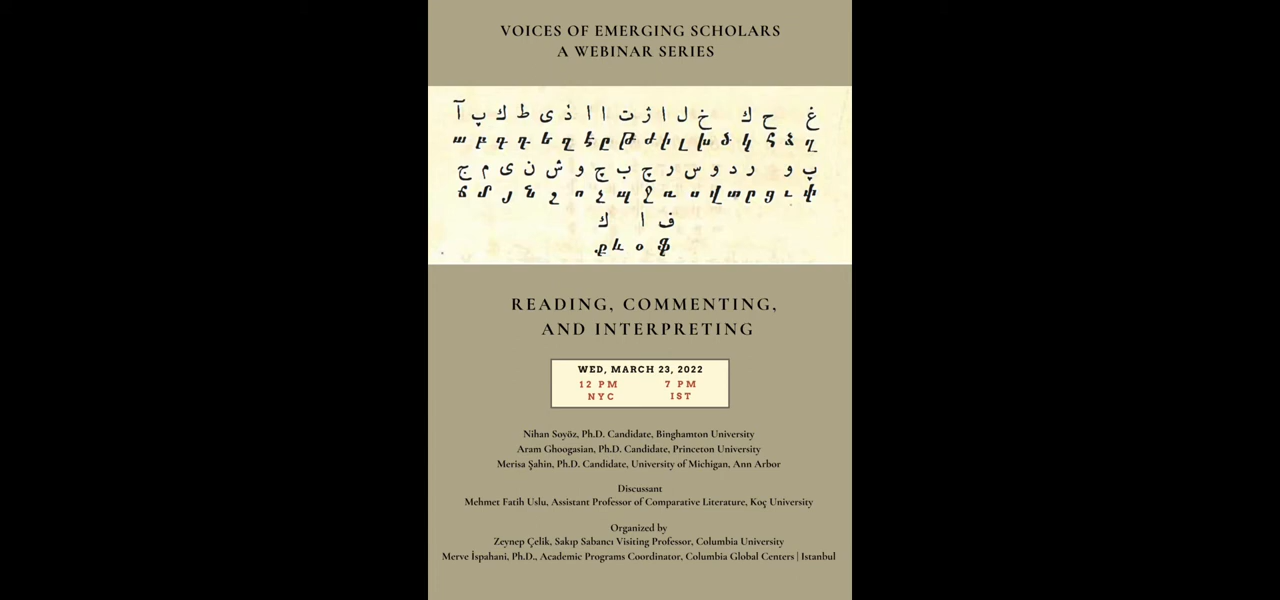 VOICES OF EMERGING SCHOLARS
A WEBINAR SERIES
آ پ ك ط ى ذ ا ا ت ژ ا ل خ ك ح غ
ա բ գ դ ե զ է ը թ ժ ի լ խ ծ կ հ ձ ղ
ج م ى ن ش و چ ب چ ر س و د ر و پ
ճ մ յ ն շ ո չ պ ջ ռ ս վ տ ր ց ւ փ
ك ا ف
ք և օ ֆ
READING, COMMENTING,
AND INTERPRETING
WED, MARCH 23, 2022
12 PM 7 PM
NYC IST
Nihan Soyöz, Ph.D. Candidate, Binghamton University
Aram Ghoogasian, Ph.D. Candidate, Princeton University
Merisa Şahin, Ph.D. Candidate, University of Michigan, Ann Arbor
Discussant
Mehmet Fatih Uslu, Assistant Professor of Comparative Literature, Koç University
Organized by
Zeynep Çelik, Sakıp Sabancı Visiting Professor, Columbia University
Merve İspahani, Ph.D., Academic Programs Coordinator, Columbia Global Centers | Istanbul